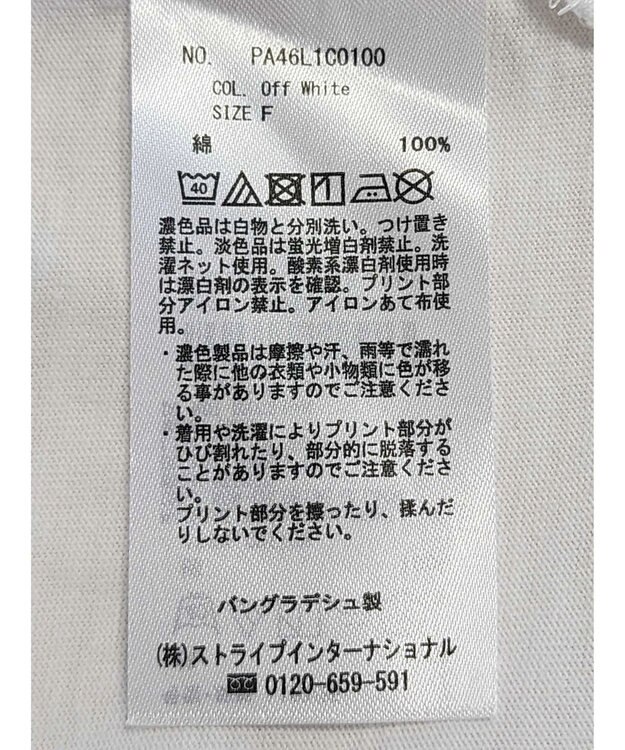 NO. PA46L1C0100
COL. Off White
SIZE F
綿 100%
40
濃色品は白物と分別洗い。つけ置き
禁止。淡色品は蛍光増白剤禁止。洗
濯ネット使用。酸素系漂白剤使用時
は漂白剤の表示を確認。プリント部
分アイロン禁止。アイロンあて布使
用。
・濃色製品は摩擦や汗、雨等で濡れ
た際に他の衣類や小物類に色が移
る事がありますのでご注意くださ
い。
・着用や洗濯によりプリント部分が
ひび割れたり、部分的に脱落する
ことがありますのでご注意くださ
い。
プリント部分を擦ったり、揉んだ
りしないでください。
バングラデシュ製
(株)ストライプインターナショナル
0120-659-591